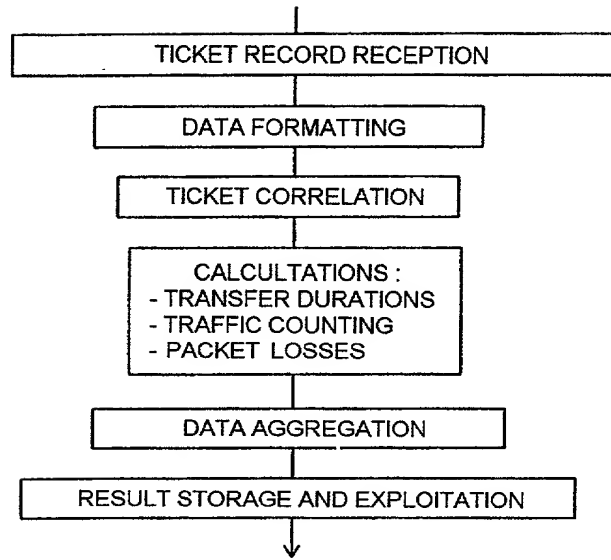 TICKET RECORD RECEPTION
DATA FORMATTING
TICKET CORRELATION
CALCULTATIONS :
- TRANSFER DURATIONS
- TRAFFIC COUNTING
- PACKET LOSSES
DATA AGGREGATION
RESULT STORAGE AND EXPLOITATION